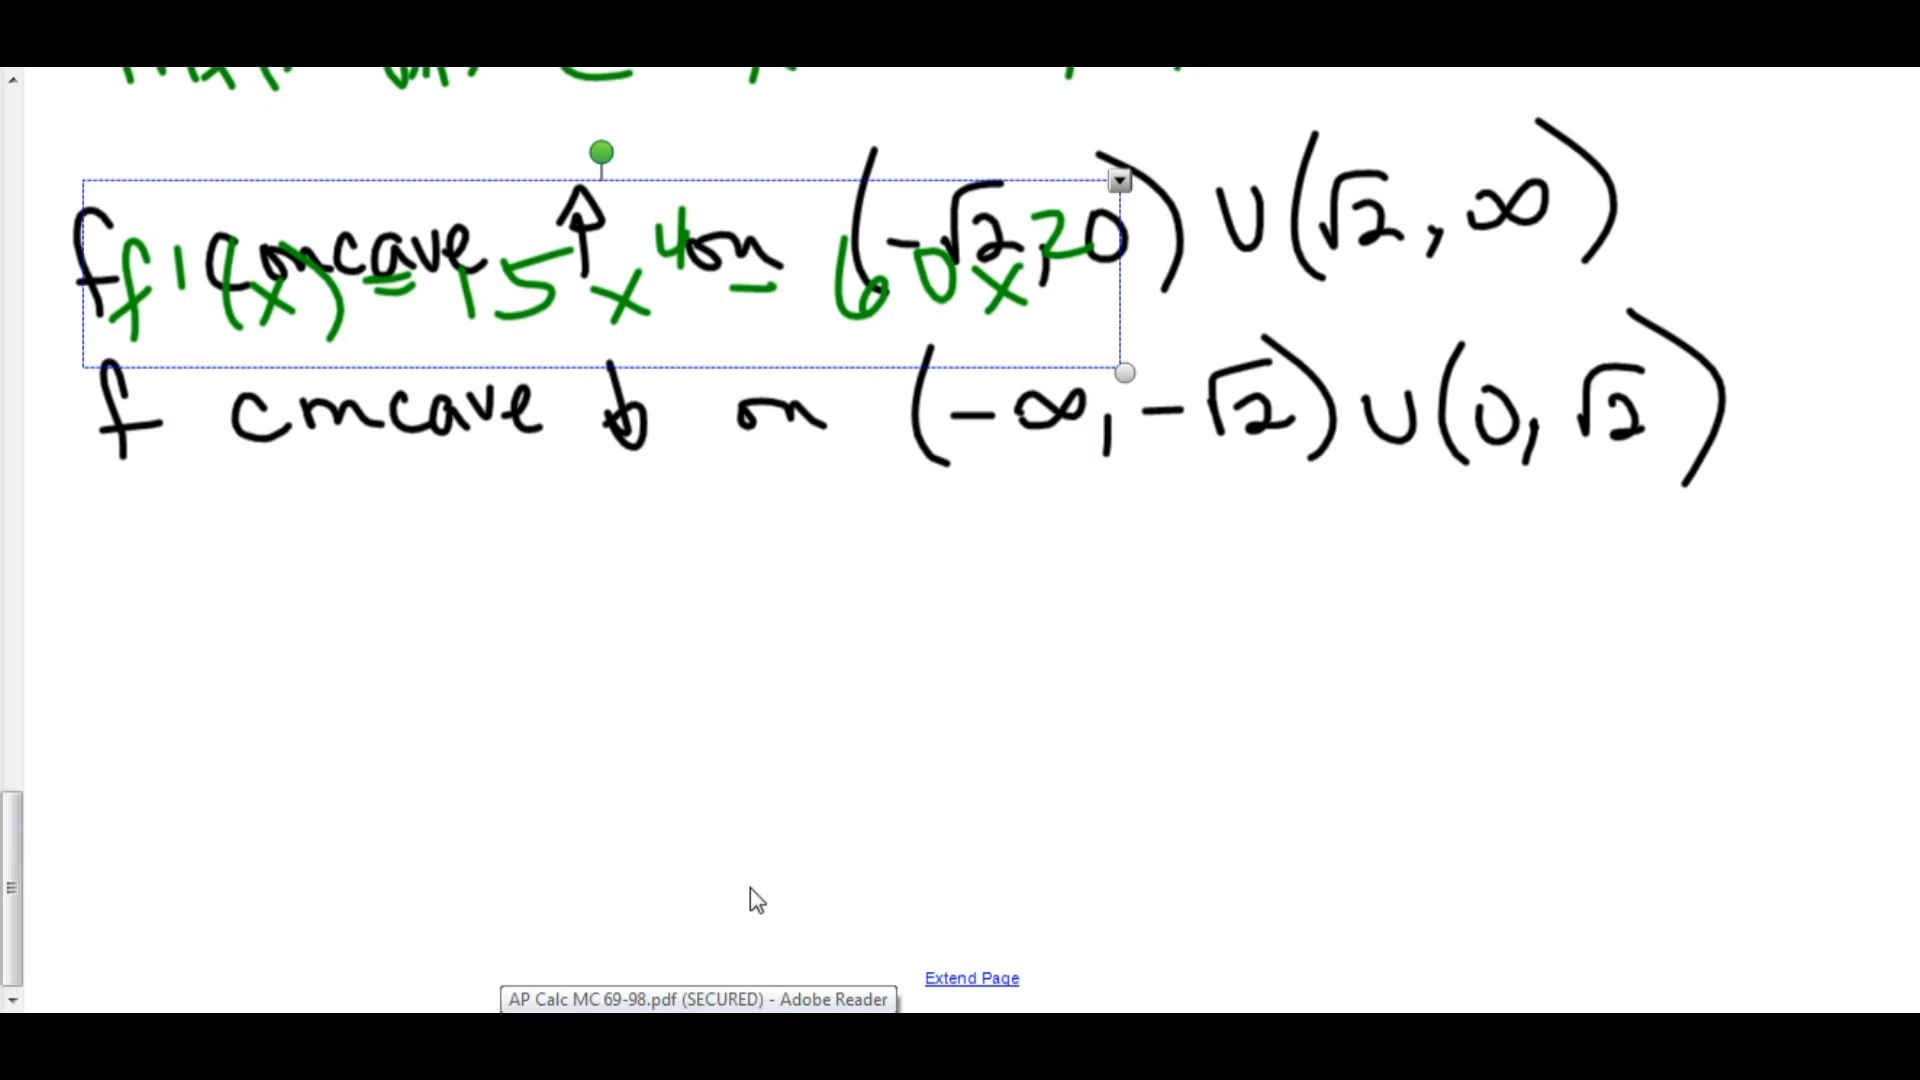 f concave ↑ on (-√2, 0) ∪ (√2, ∞)
f'(x) = 15x⁴ - 60x²
f concave ↓ on (-∞, -√2) ∪ (0, √2)
Extend Page
AP Calc MC 69-98.pdf (SECURED) - Adobe Reader